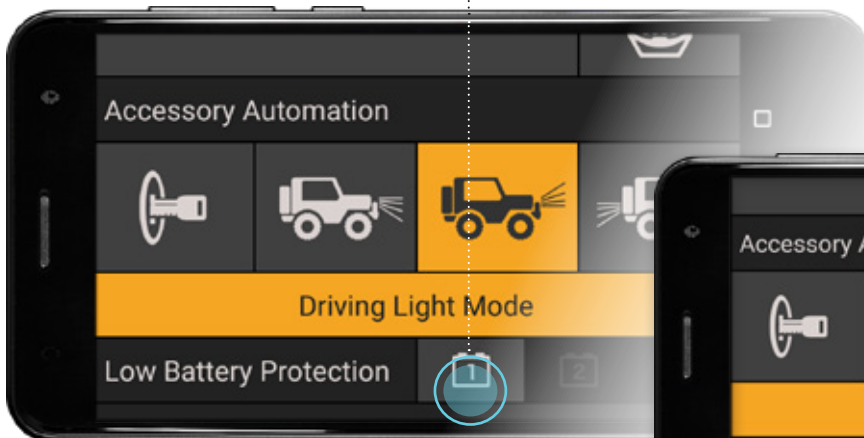 Accessory Automation
Driving Light Mode
Low Battery Protection 1 2
Accessory